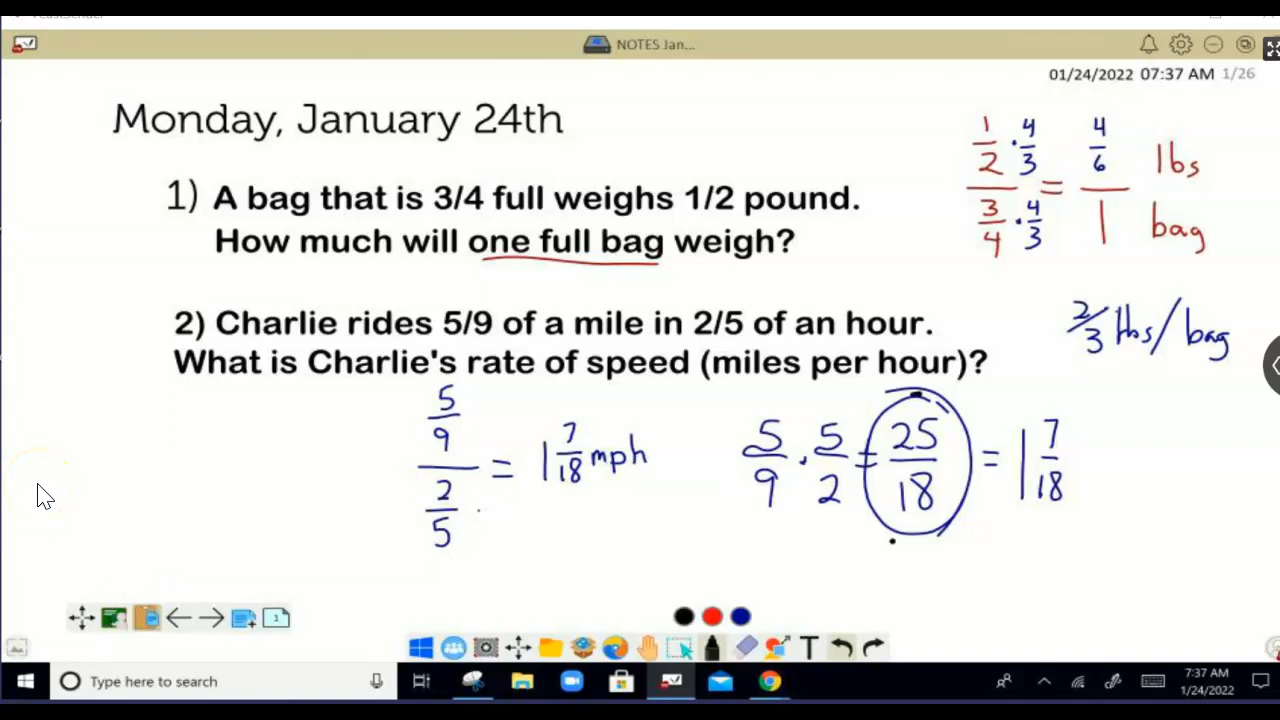 NOTES Jan...
01/24/2022 07:37 AM 1/26
Monday, January 24th
1) A bag that is 3/4 full weighs 1/2 pound.
How much will one full bag weigh?
1/2 · 4/3 = 4/6 lbs
3/4 · 4/3 1 bag
2/3 lbs/bag
2) Charlie rides 5/9 of a mile in 2/5 of an hour.
What is Charlie's rate of speed (miles per hour)?
5/9
2/5 = 1 7/18 mph
5/9 · 5/2 = 25/18 = 1 7/18
1
T
Type here to search
7:37 AM
1/24/2022